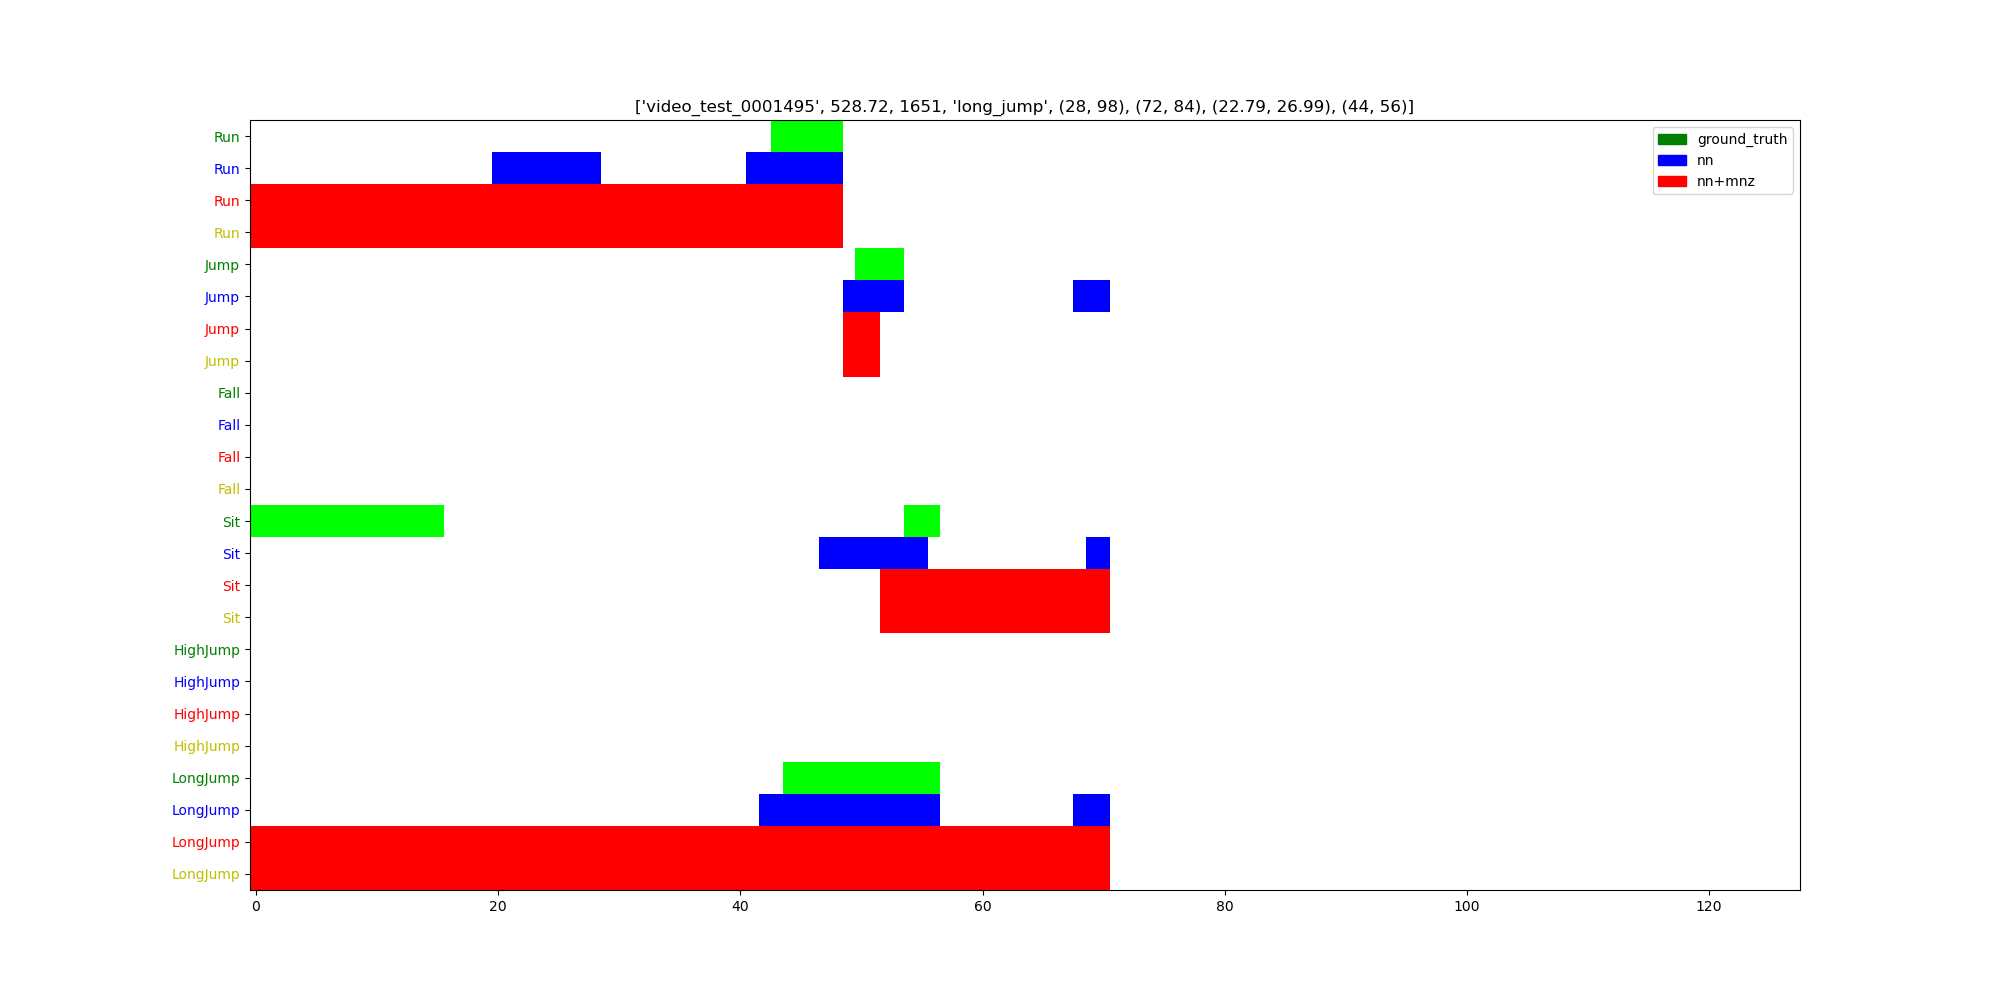 ['video_test_0001495', 528.72, 1651, 'long_jump', (28, 98), (72, 84), (22.79, 26.99), (44, 56)]
ground_truth
nn
nn+mnz
Run
Run
Run
Run
Jump
Jump
Jump
Jump
Fall
Fall
Fall
Fall
Sit
Sit
Sit
Sit
HighJump
HighJump
HighJump
HighJump
LongJump
LongJump
LongJump
LongJump
0 20 40 60 80 100 120